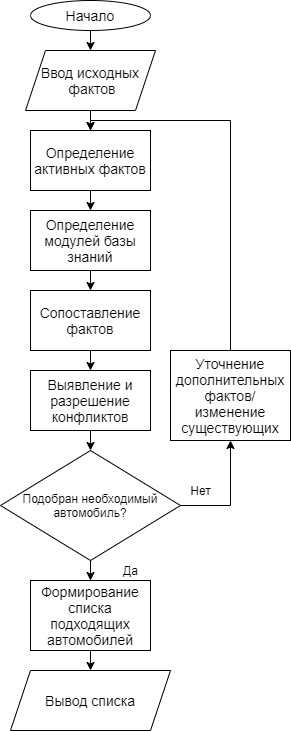 Начало
Ввод исходных
фактов
Определение
активных фактов
Определение
модулей базы
знаний
Сопоставление
фактов
Выявление и
разрешение
конфликтов
Уточнение
дополнительных
фактов/
изменение
существующих
Подобран необходимый
автомобиль?
Нет
Да
Формирование
списка
подходящих
автомобилей
Вывод списка